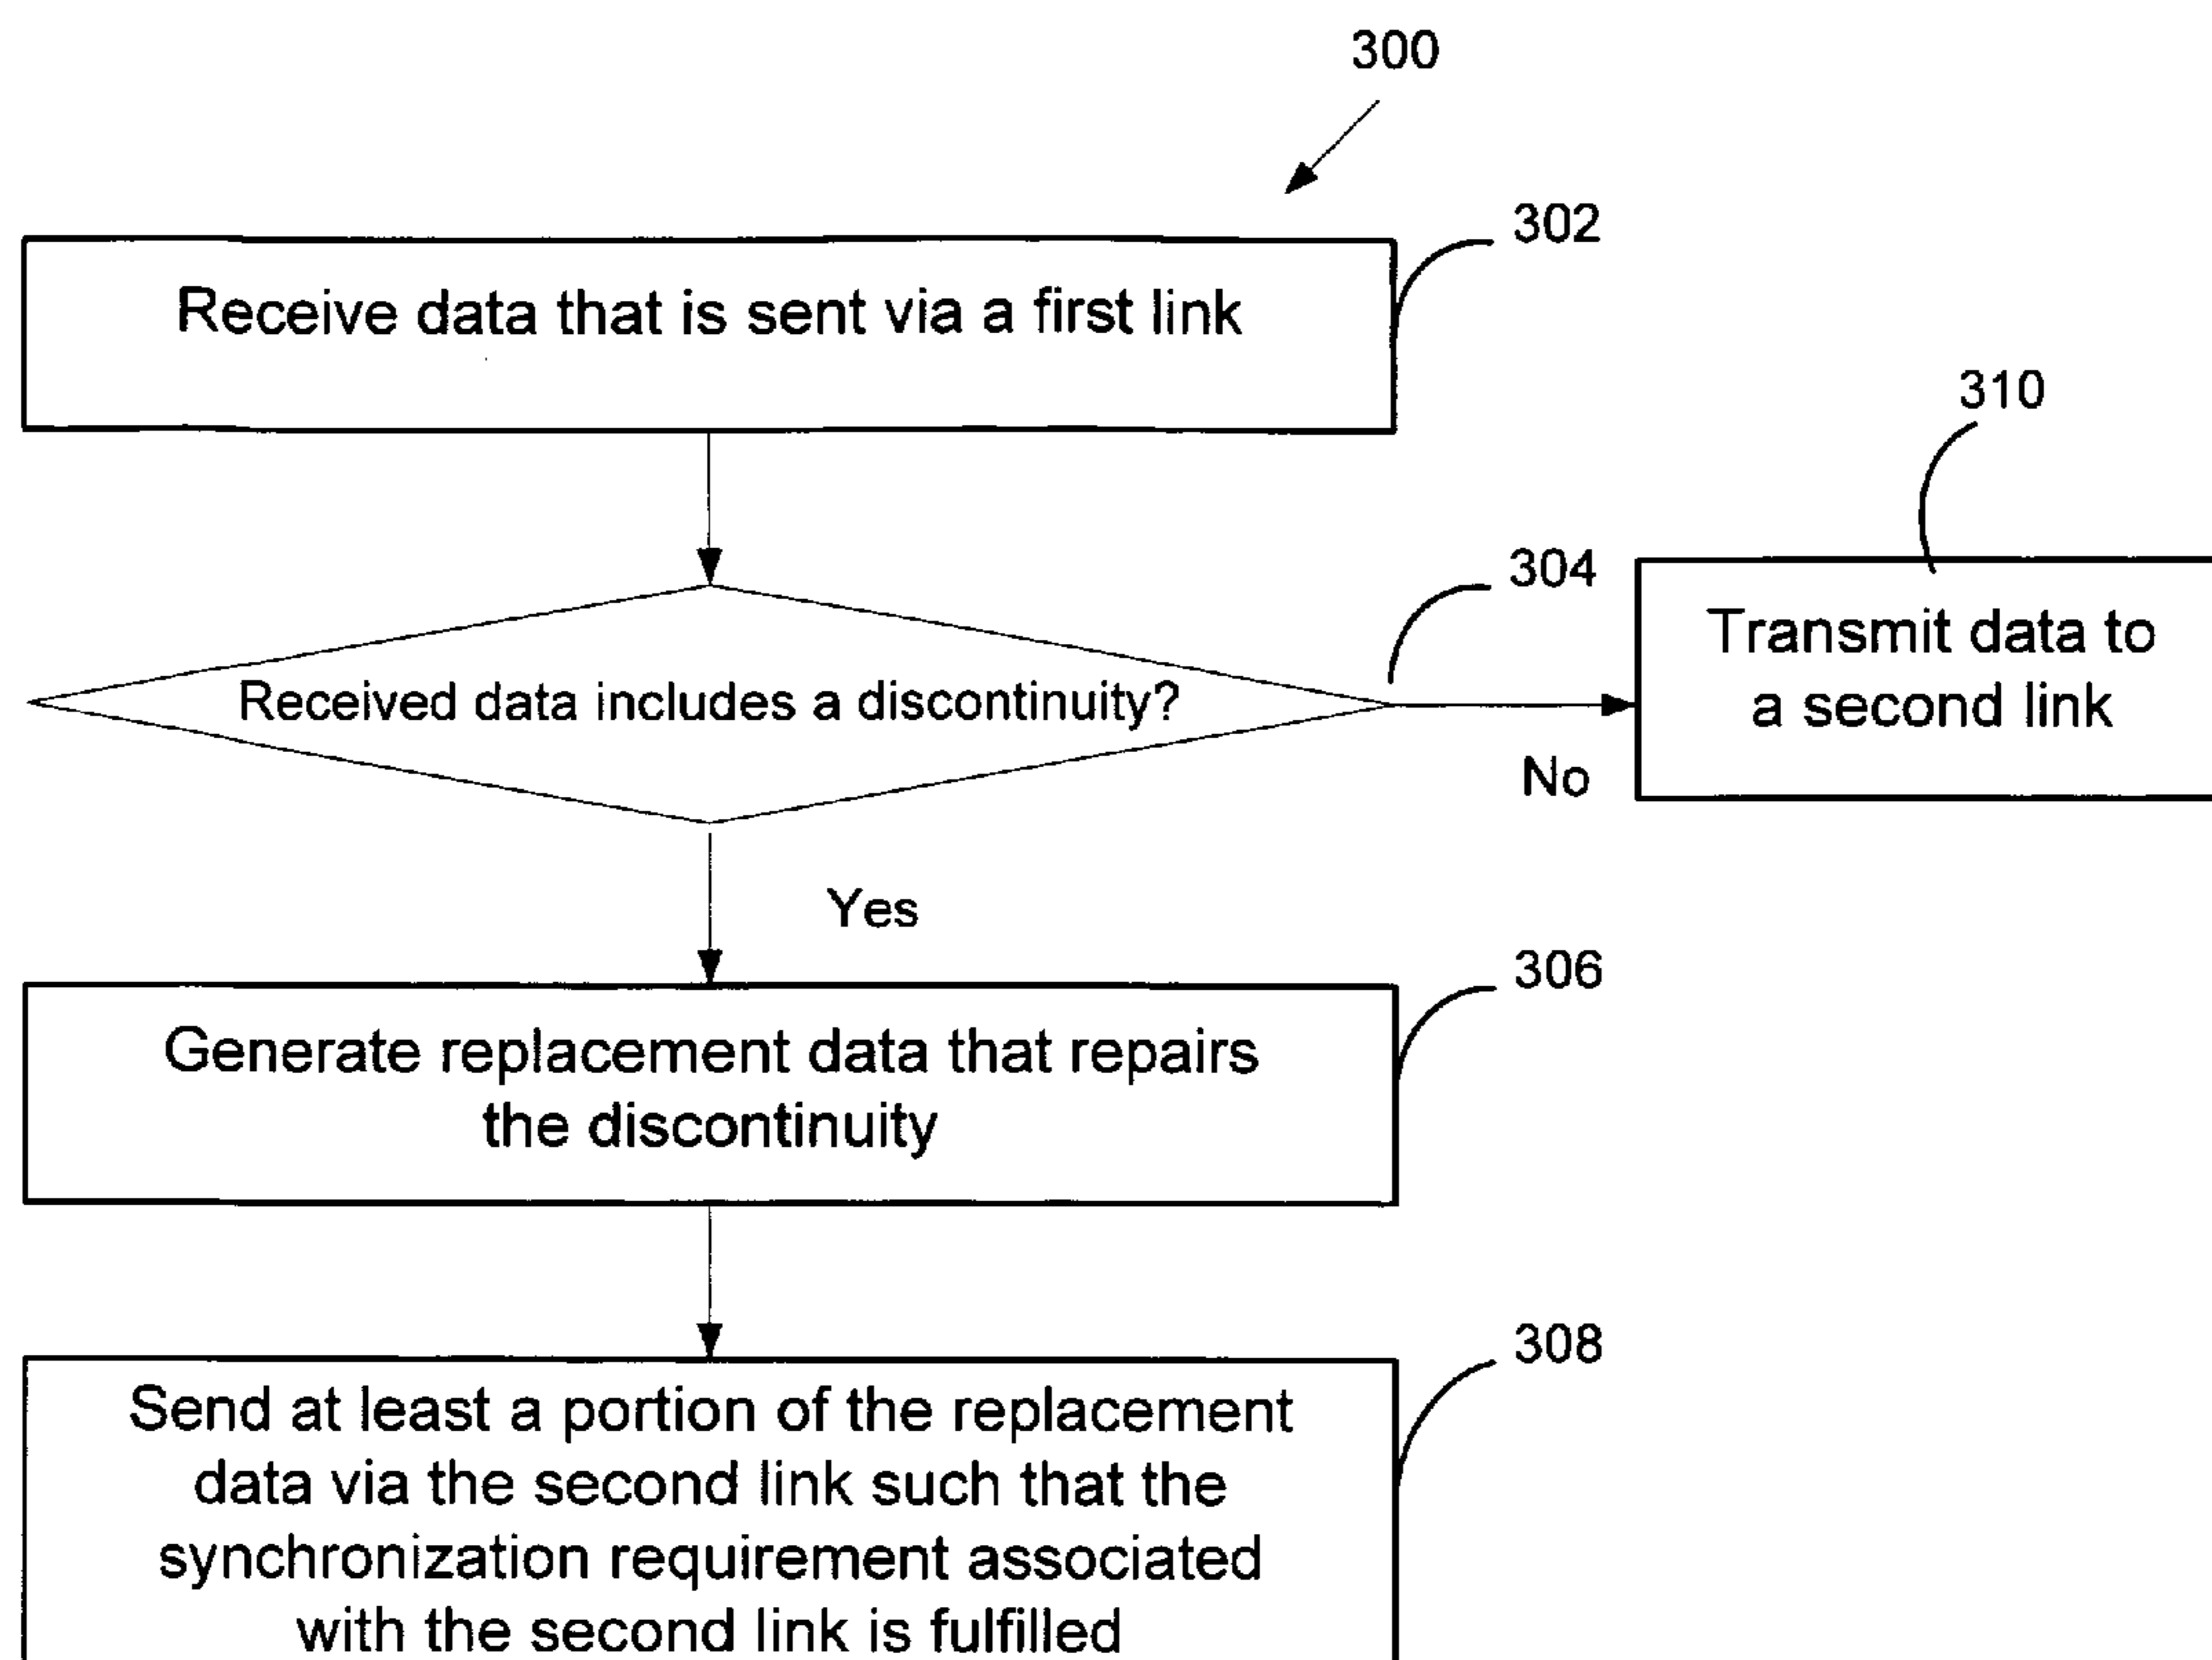 300
302
Receive data that is sent via a first link
310
304
Transmit data to
a second link
Received data includes a discontinuity?
No
Yes
306
Generate replacement data that repairs
the discontinuity
308
Send at least a portion of the replacement
data via the second link such that the
synchronization requirement associated
with the second link is fulfilled